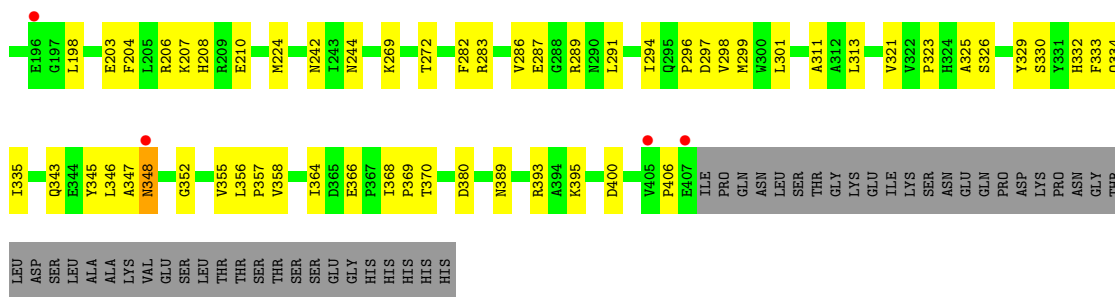 E196 G197 L198 E203 F204 L205 R206 K207 H208 R209 E210 M224 N242 I243 N244 K269 T272 F282 R283 V286 E287 G288 R289 N290 L291 I294 Q295 P296 D297 V298 M299 W300 L301 A311 A312 L313 V321 V322 P323 H324 A325 S326 Y329 S330 Y331 H332 F333 Q334
I335 Q343 E344 Y345 L346 A347 N348 G352 V355 L356 P357 V358 I364 D365 E366 P367 I368 P369 T370 D380 N389 R393 A394 K395 D400 V405 P406 E407 ILE PRO GLN ASN LEU SER THR GLY LYS GLU ILE LYS SER ASN GLU GLN PRO ASP LYS PRO ASN GLY THR
LEU ASP SER LEU ALA ALA LYS VAL GLU SER LEU THR THR SER THR SER SER GLU GLY HIS HIS HIS HIS HIS